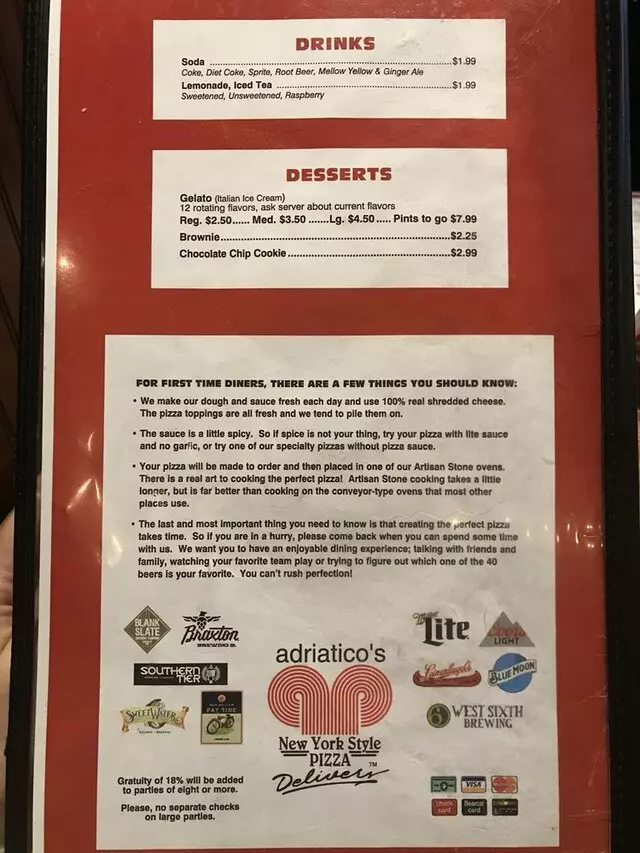 DRINKS
Soda ..........................................................................$1.99
Coke, Diet Coke, Sprite, Root Beer, Mellow Yellow & Ginger Ale
Lemonade, Iced Tea ......................................................$1.99
Sweetened, Unsweetened, Raspberry
DESSERTS
Gelato (Italian Ice Cream)
12 rotating flavors, ask server about current flavors
Reg. $2.50...... Med. $3.50 .......Lg. $4.50 ..... Pints to go $7.99
Brownie......................................................................$2.25
Chocolate Chip Cookie..................................................$2.99
FOR FIRST TIME DINERS, THERE ARE A FEW THINGS YOU SHOULD KNOW:
• We make our dough and sauce fresh each day and use 100% real shredded cheese.
The pizza toppings are all fresh and we tend to pile them on.
• The sauce is a little spicy. So if spice is not your thing, try your pizza with lite sauce
and no garlic, or try one of our specialty pizzas without pizza sauce.
• Your pizza will be made to order and then placed in one of our Artisan Stone ovens.
There is a real art to cooking the perfect pizza! Artisan Stone cooking takes a little
longer, but is far better than cooking on the conveyor-type ovens that most other
places use.
• The last and most important thing you need to know is that creating the perfect pizza
takes time. So if you are in a hurry, please come back when you can spend some time
with us. We want you to have an enjoyable dining experience; talking with friends and
family, watching your favorite team play or trying to figure out which one of the 40
beers is your favorite. You can't rush perfection!
BLANK
SLATE
Braxton
BREWING CO.
SOUTHERN
TIER
SWEETWATER
FAT TIRE
adriatico's
New York Style
PIZZA ™
Delivers
Miller
Lite
Coors
LIGHT
Leinenkugel's
BLUE MOON
WEST SIXTH
BREWING
VISA
check
card
Bearcat
card
DISCOVER
Gratuity of 18% will be added
to parties of eight or more.
Please, no separate checks
on large parties.